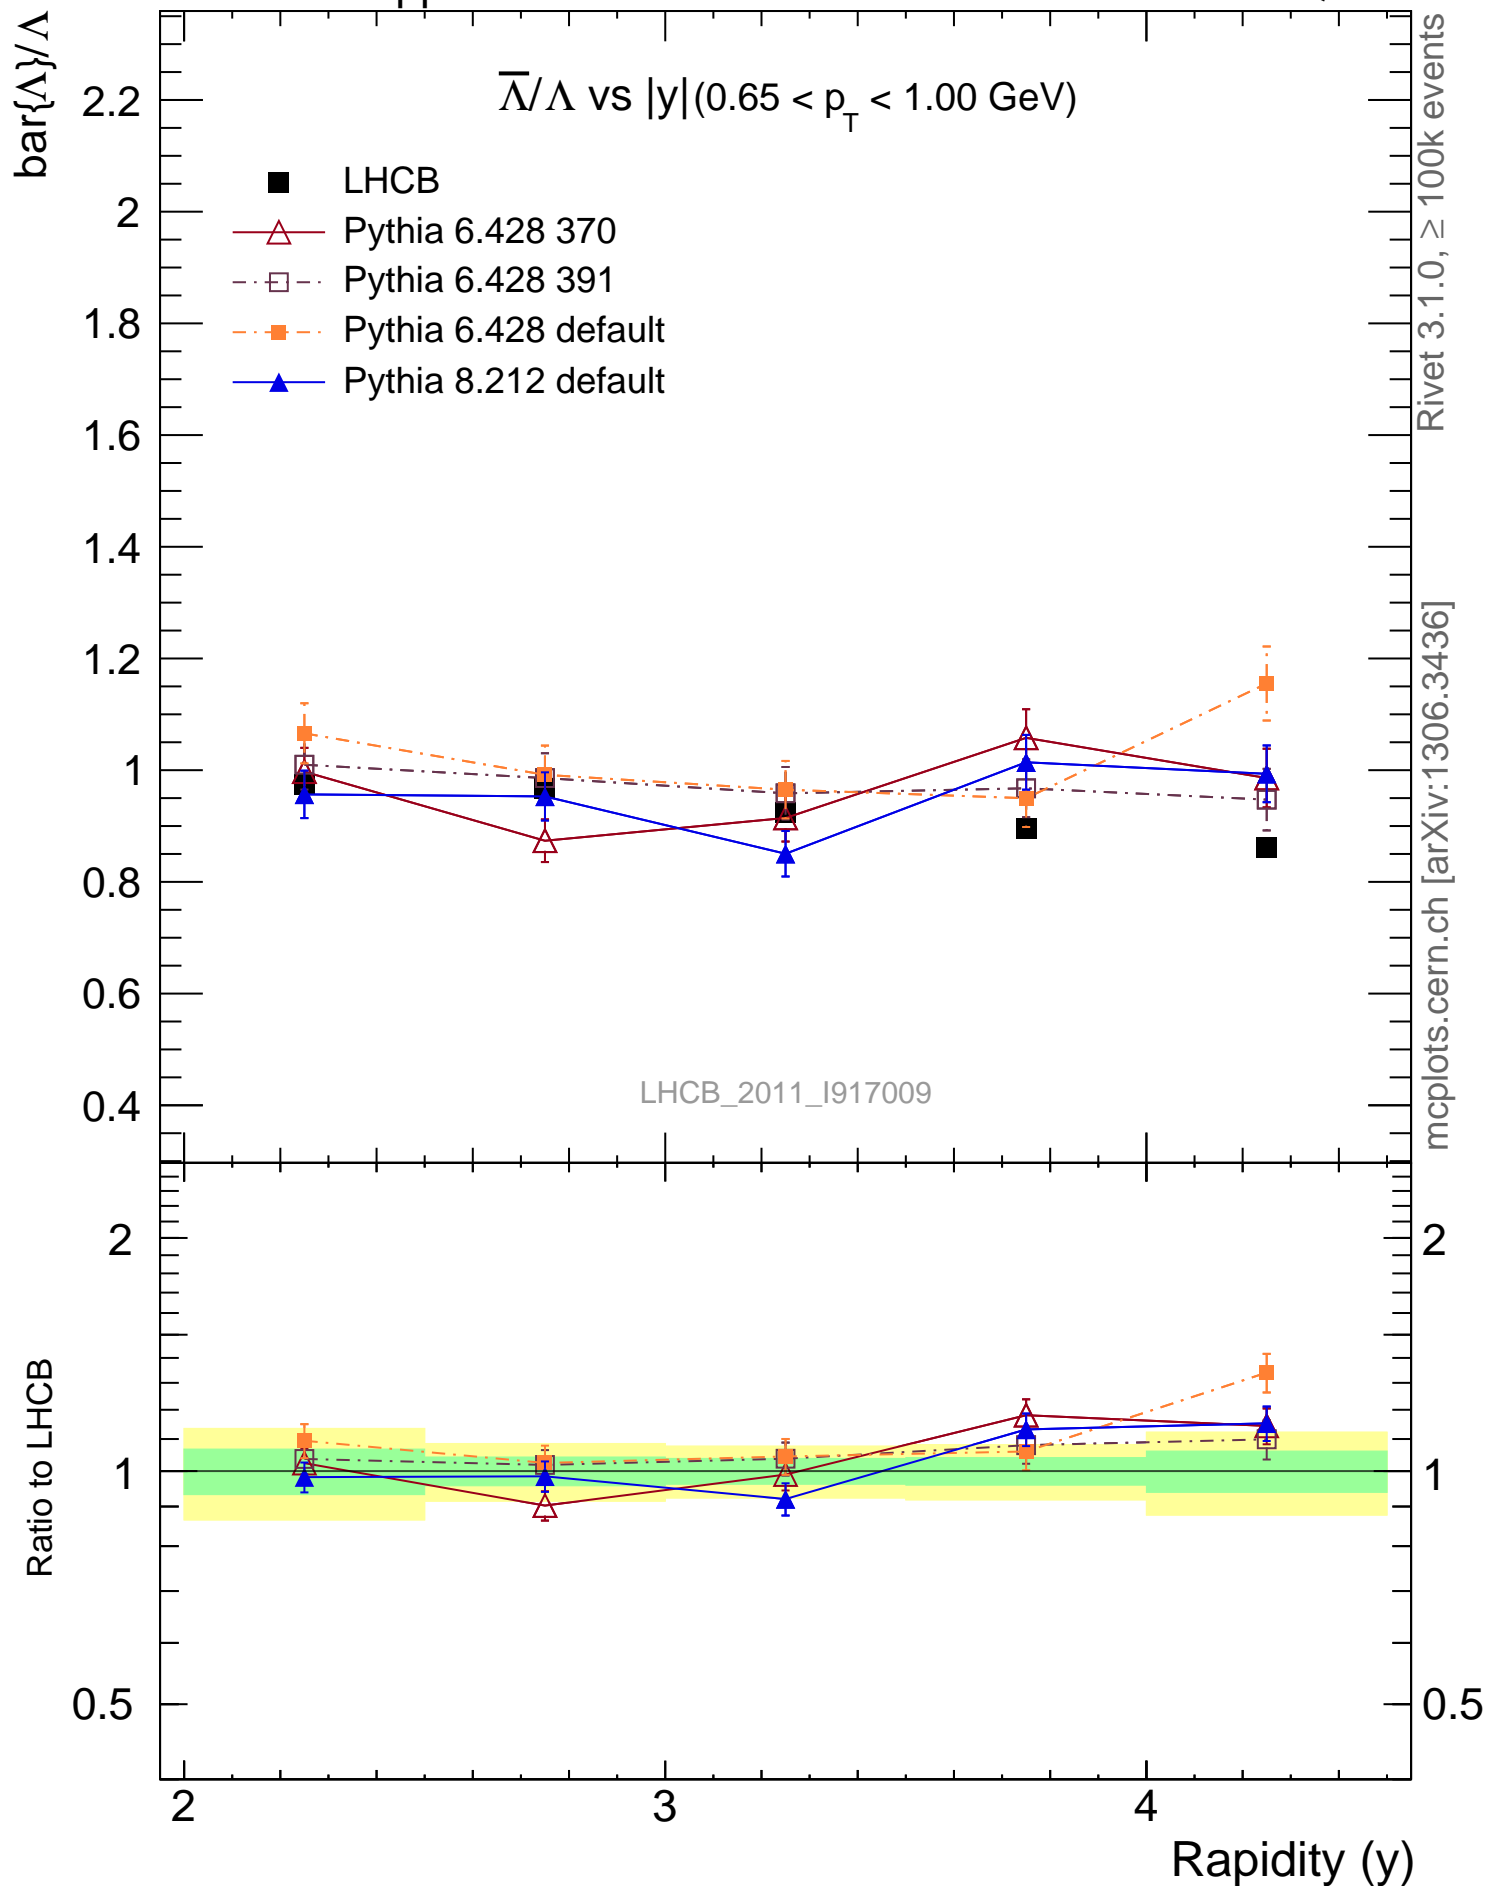 pp
bar{Λ}/Λ
Λ̅/Λ vs |y|(0.65 < p_T < 1.00 GeV)
LHCB
Pythia 6.428 370
Pythia 6.428 391
Pythia 6.428 default
Pythia 8.212 default
2.2
2
1.8
1.6
1.4
1.2
1
0.8
0.6
0.4
LHCB_2011_I917009
Rivet 3.1.0, ≥ 100k events
mcplots.cern.ch [arXiv:1306.3436]
Ratio to LHCB
2
1
0.5
2
1
0.5
2
3
4
Rapidity (y)